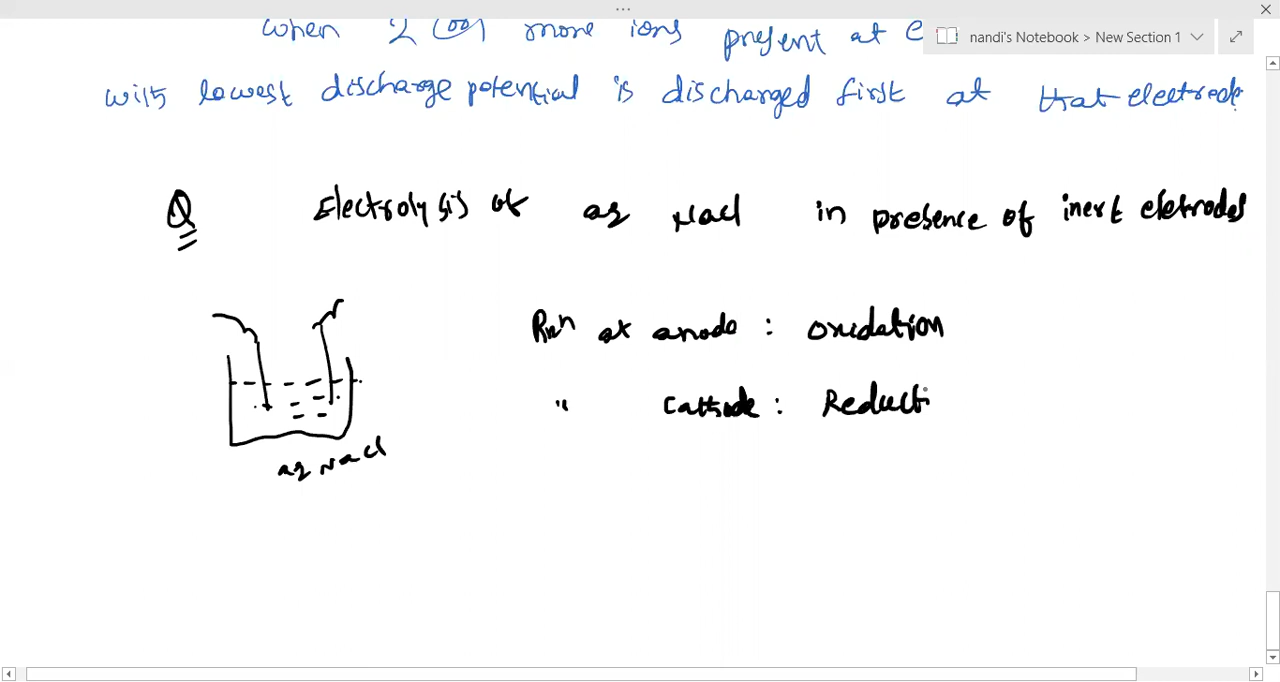 when 2 (or) more ions present at e
nandi's Notebook > New Section 1
with lowest discharge potential is discharged first at that electrode
Q Electrolysis of aq NaCl in presence of inert eletrodes
Rxn at anode : oxidation
" Cathode : Reducti
aq NaCl